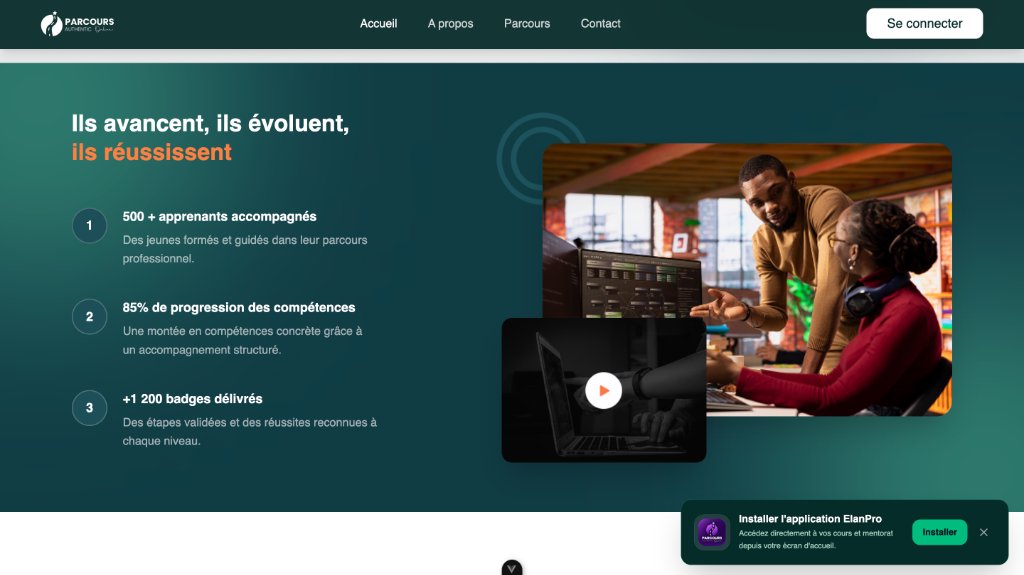 PARCOURS
AUTHENTIC
Accueil
A propos
Parcours
Contact
Se connecter
Ils avancent, ils évoluent,
ils réussissent
1
500 + apprenants accompagnés
Des jeunes formés et guidés dans leur parcours
professionnel.
2
85% de progression des compétences
Une montée en compétences concrète grâce à
un accompagnement structuré.
3
+1 200 badges délivrés
Des étapes validées et des réussites reconnues à
chaque niveau.
PARCOURS
Installer l'application ElanPro
Accédez directement à vos cours et mentorat
depuis votre écran d'accueil.
Installer